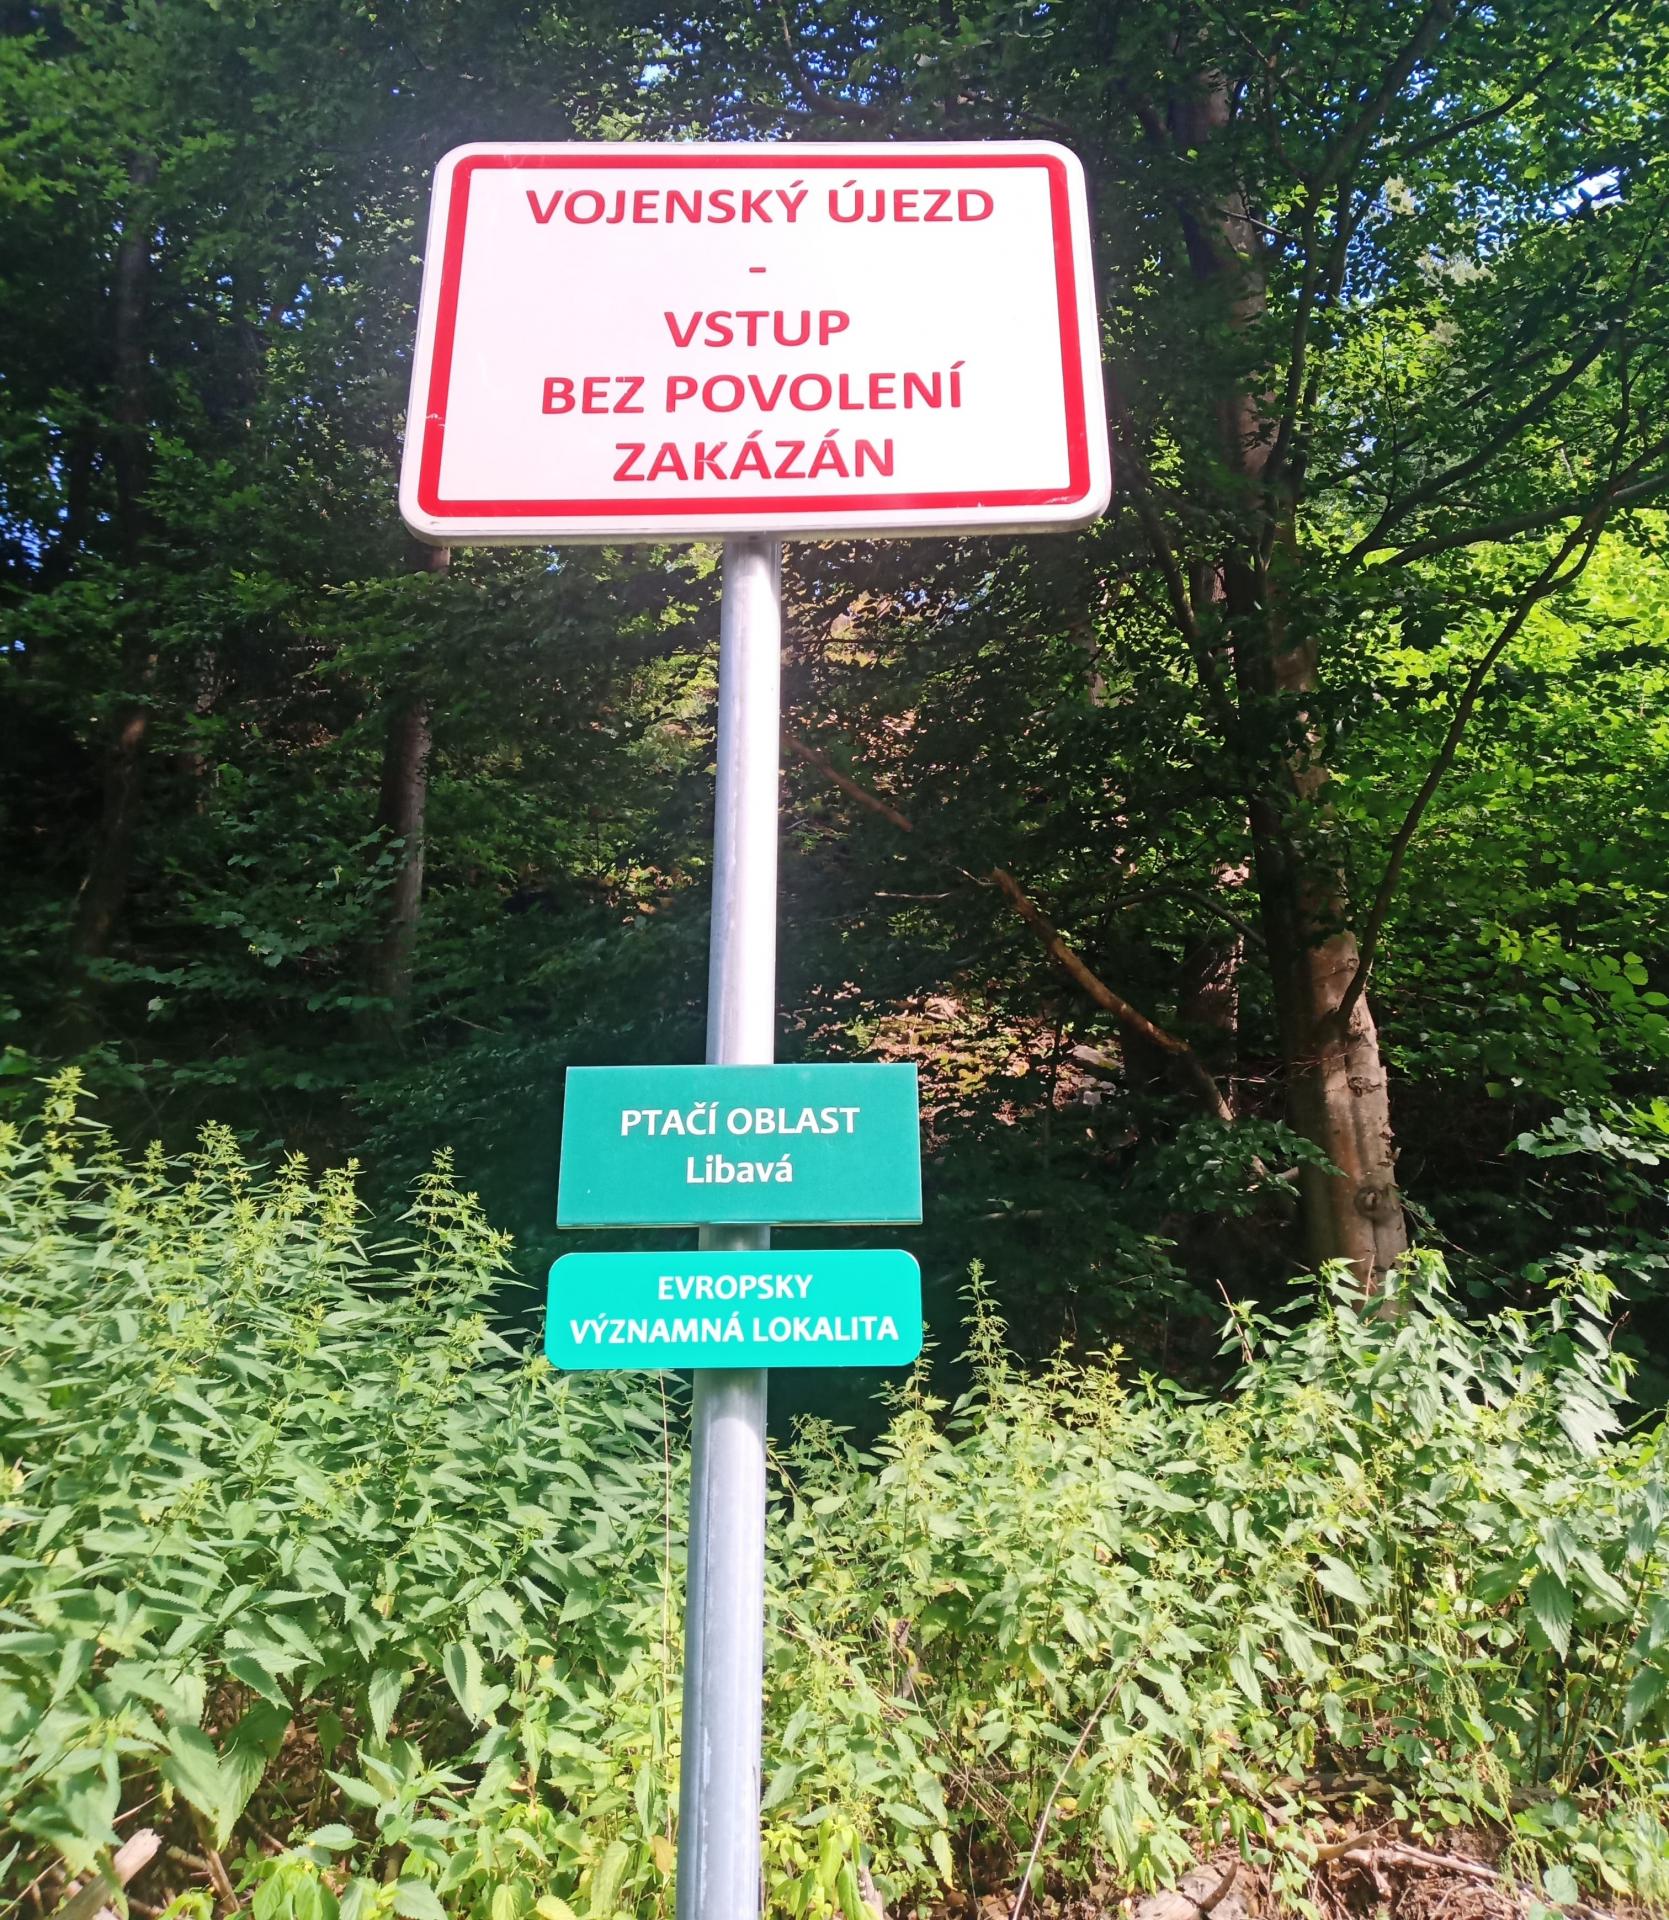 VOJENSKÝ ÚJEZD
-
VSTUP
BEZ POVOLENÍ
ZAKÁZÁN
PTAČÍ OBLAST
Libavá
EVROPSKY
VÝZNAMNÁ LOKALITA